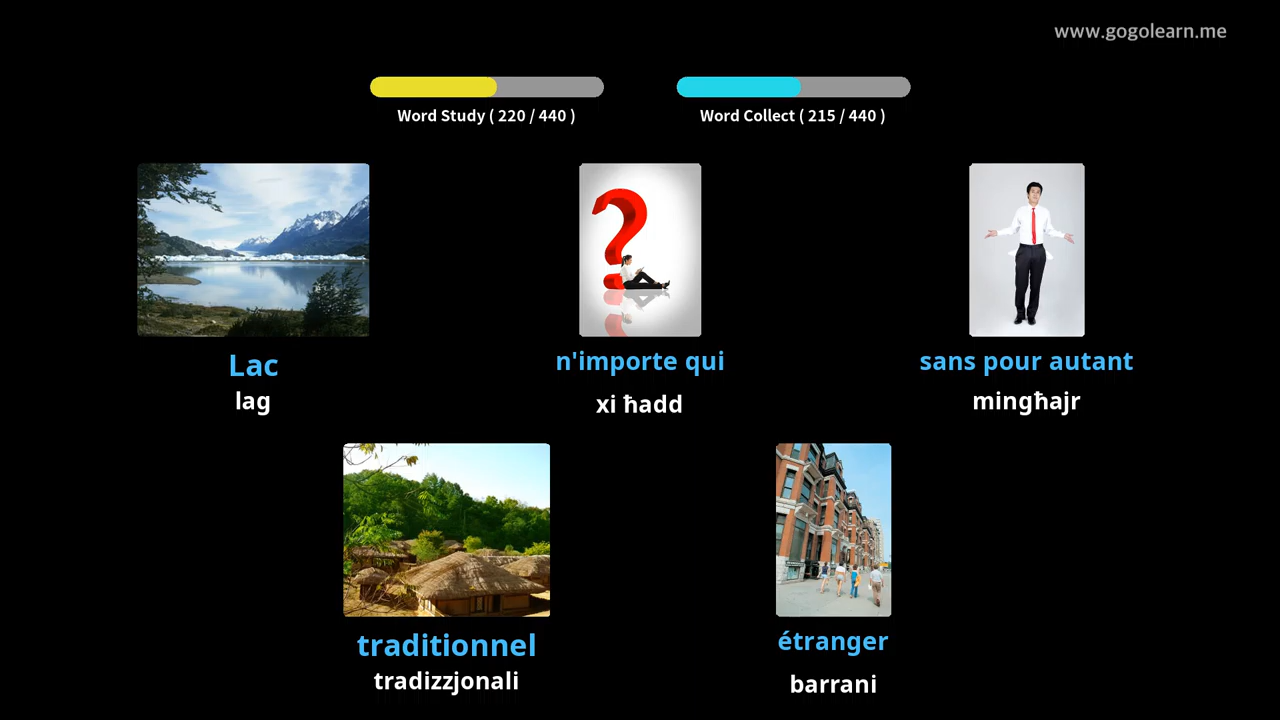 www.gogolearn.me
Word Study ( 220 / 440 )
Word Collect ( 215 / 440 )
Lac
lag
n'importe qui
xi ħadd
sans pour autant
mingħajr
traditionnel
tradizzjonali
étranger
barrani